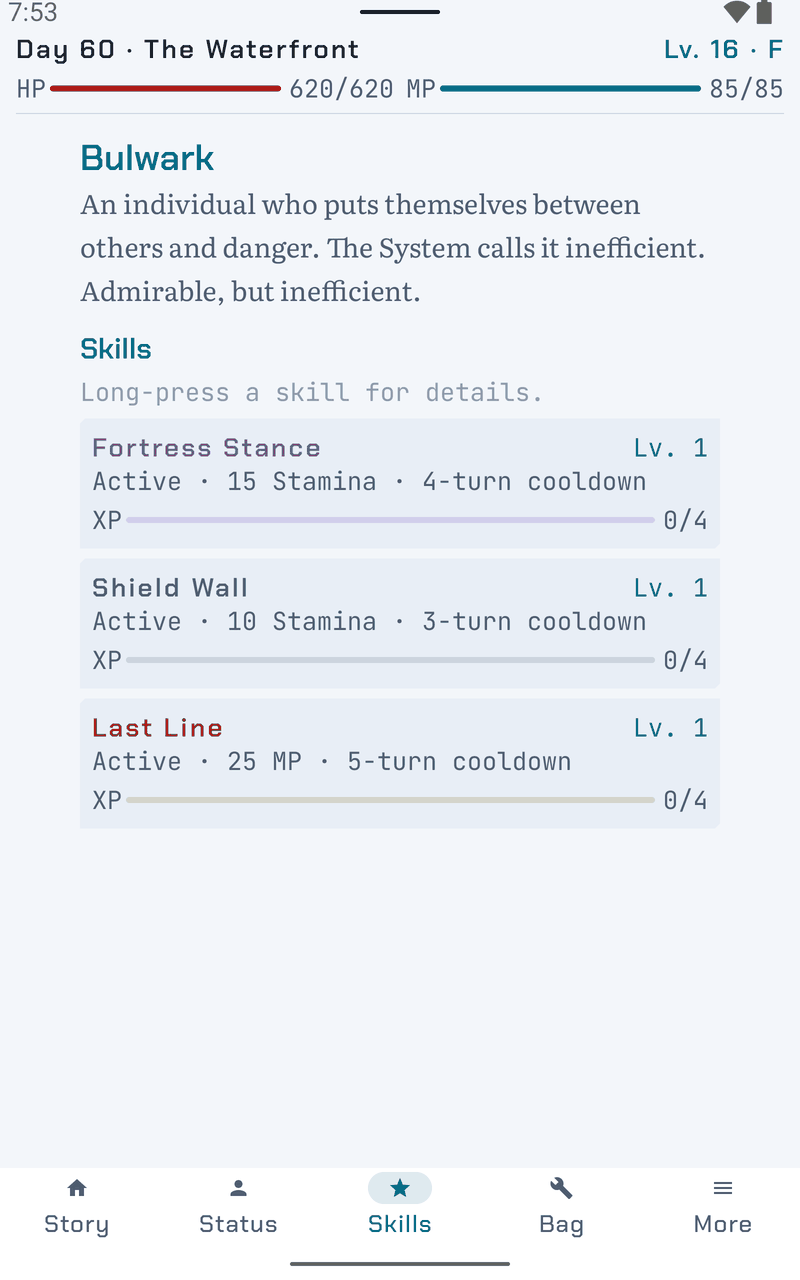 7:53
Day 60 · The Waterfront Lv. 16 · F
HP 620/620 MP 85/85
Bulwark
An individual who puts themselves between
others and danger. The System calls it inefficient.
Admirable, but inefficient.
Skills
Long-press a skill for details.
Fortress Stance Lv. 1
Active · 15 Stamina · 4-turn cooldown
XP 0/4
Shield Wall Lv. 1
Active · 10 Stamina · 3-turn cooldown
XP 0/4
Last Line Lv. 1
Active · 25 MP · 5-turn cooldown
XP 0/4
Story Status Skills Bag More